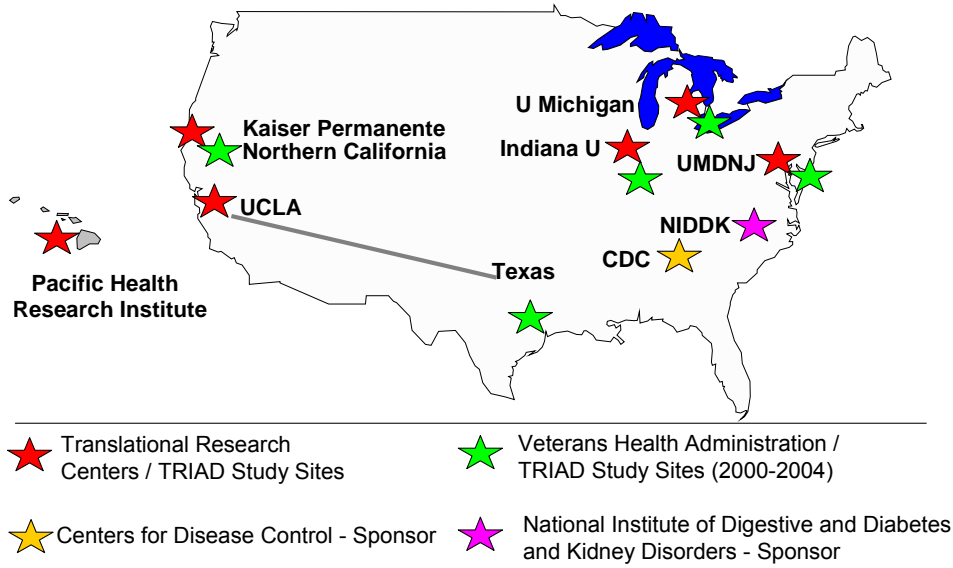 U Michigan
Kaiser Permanente
Northern California
Indiana U
UMDNJ
UCLA
NIDDK
CDC
Texas
Pacific Health
Research Institute
Translational Research
Centers / TRIAD Study Sites
Veterans Health Administration /
TRIAD Study Sites (2000-2004)
Centers for Disease Control - Sponsor
National Institute of Digestive and Diabetes
and Kidney Disorders - Sponsor